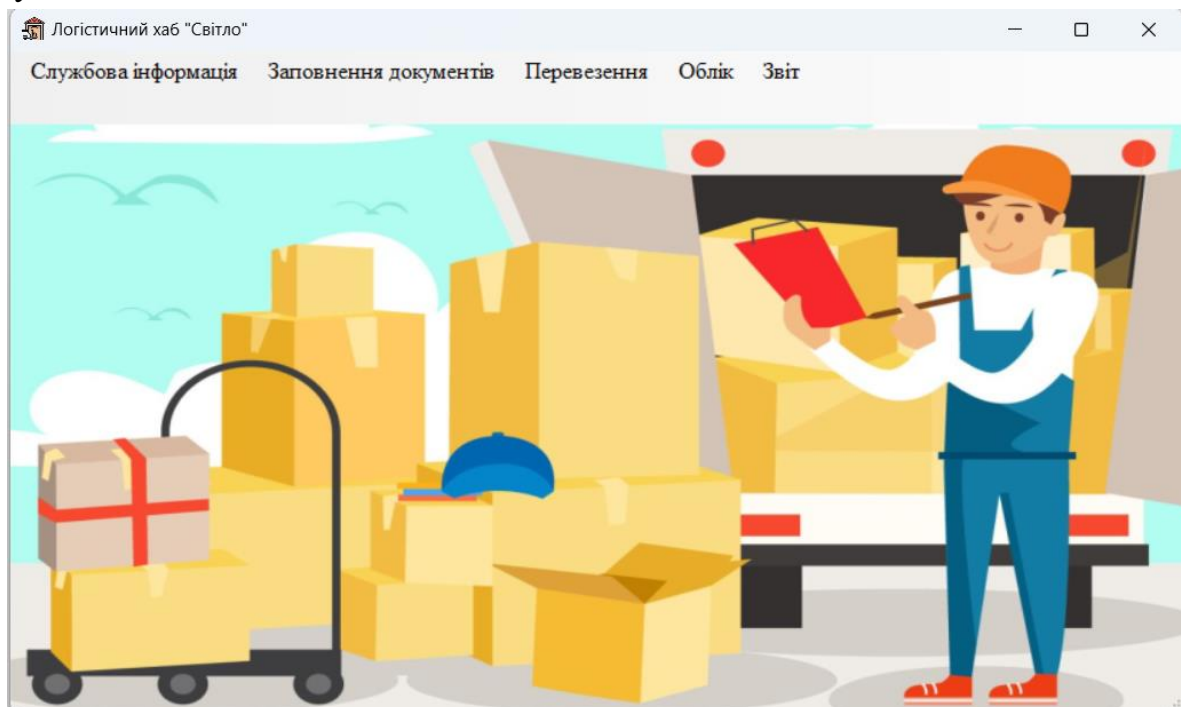 Логістичний хаб "Світло"
Службова інформація Заповнення документів Перевезення Облік Звіт